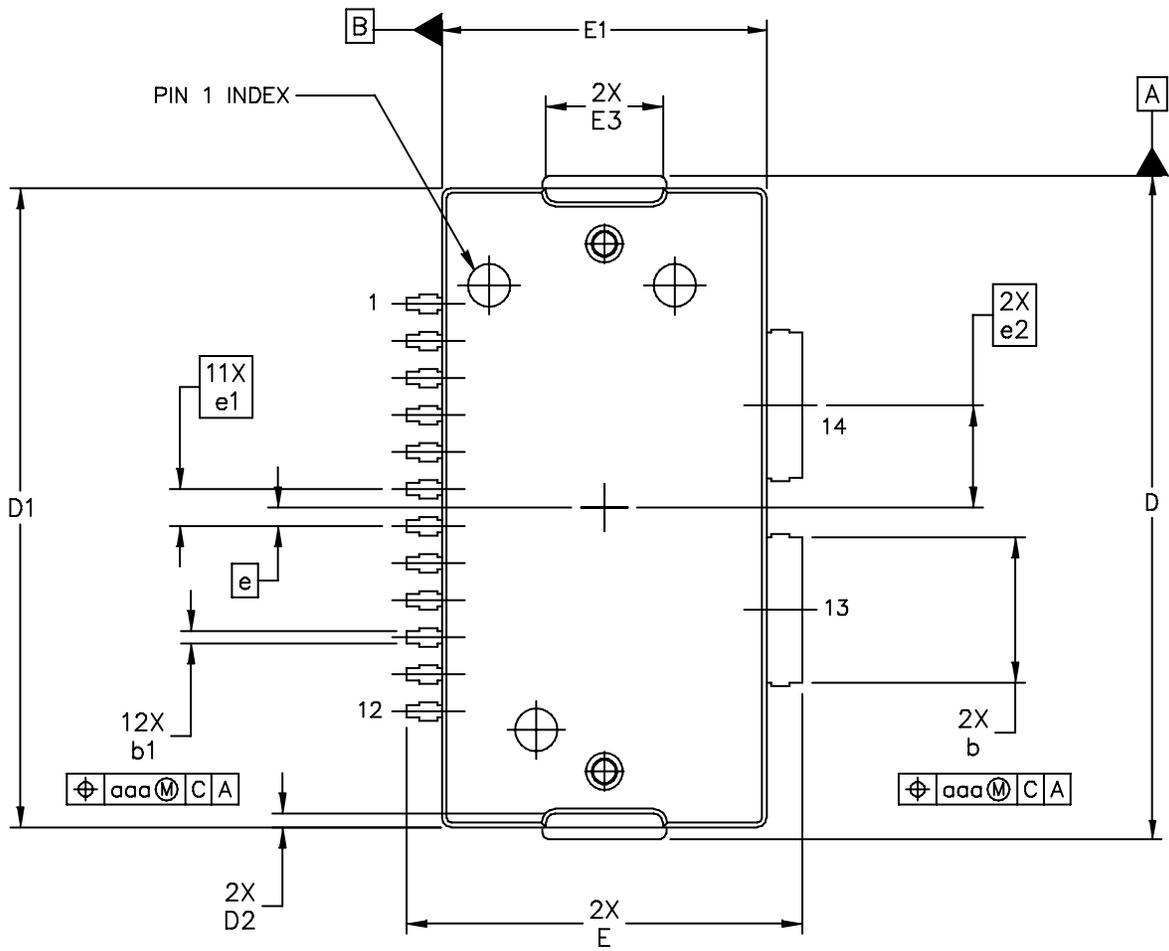 B
E1
PIN 1 INDEX
2X
E3
A
1
2X
e2
11X
e1
14
D1
D
e
13
12
12X
b1
2X
b
⌖ aaa Ⓜ C A
⌖ aaa Ⓜ C A
2X
D2
2X
E